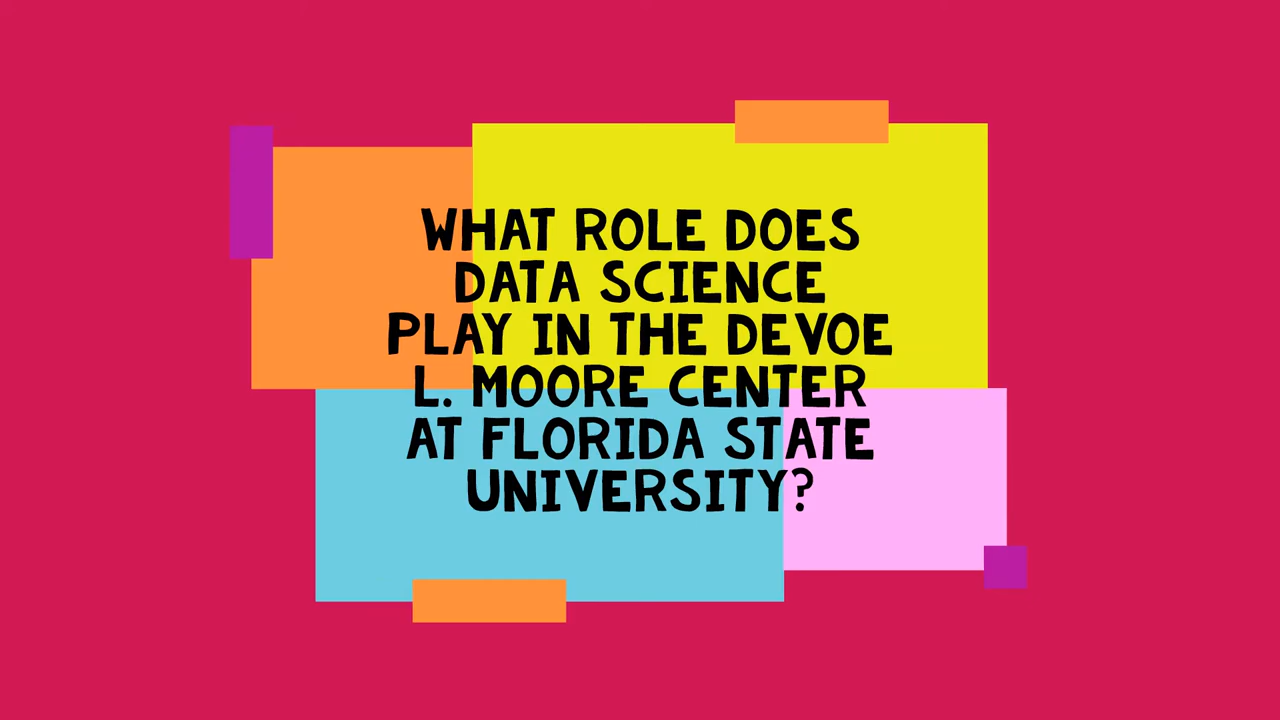 WHAT ROLE DOES
DATA SCIENCE
PLAY IN THE DEVOE
L. MOORE CENTER
AT FLORIDA STATE
UNIVERSITY?